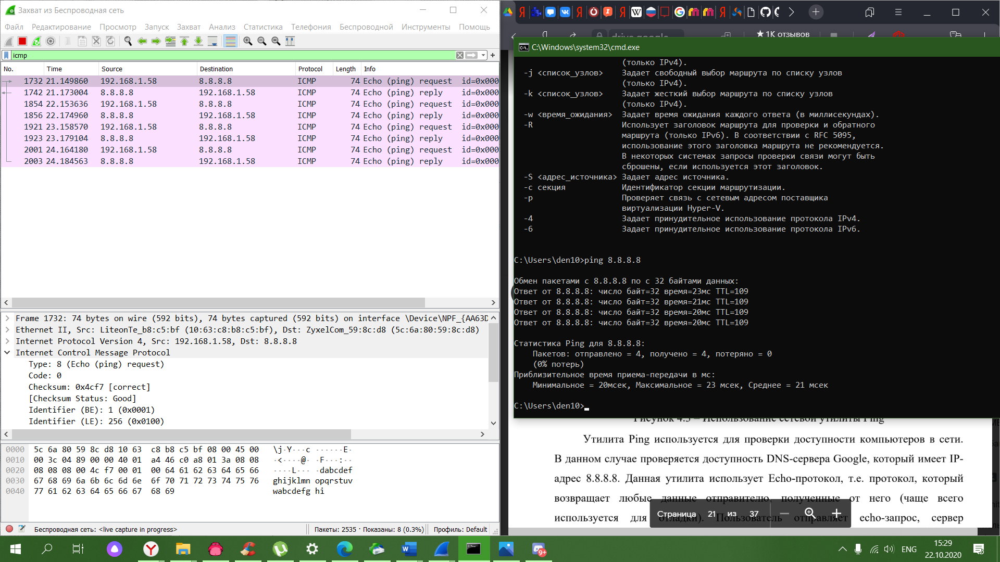 Захват из Беспроводная сеть
Файл Редактирование Просмотр Запуск Захват Анализ Статистика Телефония Беспроводной Инструменты Помощь
icmp
No. Time Source Destination Protocol Length Info
1732 21.149860 192.168.1.58 8.8.8.8 ICMP 74 Echo (ping) request id=0x000
1742 21.173004 8.8.8.8 192.168.1.58 ICMP 74 Echo (ping) reply id=0x000
1854 22.153636 192.168.1.58 8.8.8.8 ICMP 74 Echo (ping) request id=0x000
1856 22.174960 8.8.8.8 192.168.1.58 ICMP 74 Echo (ping) reply id=0x000
1921 23.158570 192.168.1.58 8.8.8.8 ICMP 74 Echo (ping) request id=0x000
1923 23.179104 8.8.8.8 192.168.1.58 ICMP 74 Echo (ping) reply id=0x000
2001 24.164180 192.168.1.58 8.8.8.8 ICMP 74 Echo (ping) request id=0x000
2003 24.184563 8.8.8.8 192.168.1.58 ICMP 74 Echo (ping) reply id=0x000
Frame 1732: 74 bytes on wire (592 bits), 74 bytes captured (592 bits) on interface \Device\NPF_{AA63D
Ethernet II, Src: LiteonTe_b8:c5:bf (10:63:c8:b8:c5:bf), Dst: ZyxelCom_59:8c:d8 (5c:6a:80:59:8c:d8)
Internet Protocol Version 4, Src: 192.168.1.58, Dst: 8.8.8.8
Internet Control Message Protocol
Type: 8 (Echo (ping) request)
Code: 0
Checksum: 0x4cf7 [correct]
[Checksum Status: Good]
Identifier (BE): 1 (0x0001)
Identifier (LE): 256 (0x0100)
0000 5c 6a 80 59 8c d8 10 63 c8 b8 c5 bf 08 00 45 00 \j·Y···c ······E·
0010 00 3c 04 89 00 00 40 01 a4 46 c0 a8 01 3a 08 08 ·<····@· ·F···:··
0020 08 08 08 00 4c f7 00 01 00 64 61 62 63 64 65 66 ····L··· ·dabcdef
0030 67 68 69 6a 6b 6c 6d 6e 6f 70 71 72 73 74 75 76 ghijklmn opqrstuv
0040 77 61 62 63 64 65 66 67 68 69 wabcdefg hi
Беспроводная сеть: <live capture in progress>
Пакеты: 2535 · Показаны: 8 (0.3%)
Профиль: Default
drive.google
★ 1K отзывов
C:\Windows\system32\cmd.exe
(только IPv4).
-j <список_узлов> Задает свободный выбор маршрута по списку узлов
(только IPv4).
-k <список_узлов> Задает жесткий выбор маршрута по списку узлов
(только IPv4).
-w <время_ожидания> Задает время ожидания каждого ответа (в миллисекундах).
-R Использует заголовок маршрута для проверки и обратного
маршрута (только IPv6). В соответствии с RFC 5095,
использование этого заголовка маршрута не рекомендуется.
В некоторых системах запросы проверки связи могут быть
сброшены, если используется этот заголовок.
-S <адрес_источника> Задает адрес источника.
-c секция Идентификатор секции маршрутизации.
-p Проверяет связь с сетевым адресом поставщика
виртуализации Hyper-V.
-4 Задает принудительное использование протокола IPv4.
-6 Задает принудительное использование протокола IPv6.
C:\Users\den10>ping 8.8.8.8
Обмен пакетами с 8.8.8.8 по с 32 байтами данных:
Ответ от 8.8.8.8: число байт=32 время=23мс TTL=109
Ответ от 8.8.8.8: число байт=32 время=21мс TTL=109
Ответ от 8.8.8.8: число байт=32 время=20мс TTL=109
Ответ от 8.8.8.8: число байт=32 время=20мс TTL=109
Статистика Ping для 8.8.8.8:
Пакетов: отправлено = 4, получено = 4, потеряно = 0
(0% потерь)
Приблизительное время приема-передачи в мс:
Минимальное = 20мсек, Максимальное = 23 мсек, Среднее = 21 мсек
C:\Users\den10>
Рисунок 4.3 – Использование сетевой утилиты Ping
Утилита Ping используется для проверки доступности компьютеров в сети.
В данном случае проверяется доступность DNS-сервера Google, который имеет IP-
адрес 8.8.8.8. Данная утилита использует Echo-протокол, т.е. протокол, который
возвращает любые данные отправителю, полученные от него (чаще всего
используется для отладки). Пользователь отправляет echo-запрос, сервер
Страница 21 из 37
9+
ENG
15:29
22.10.2020